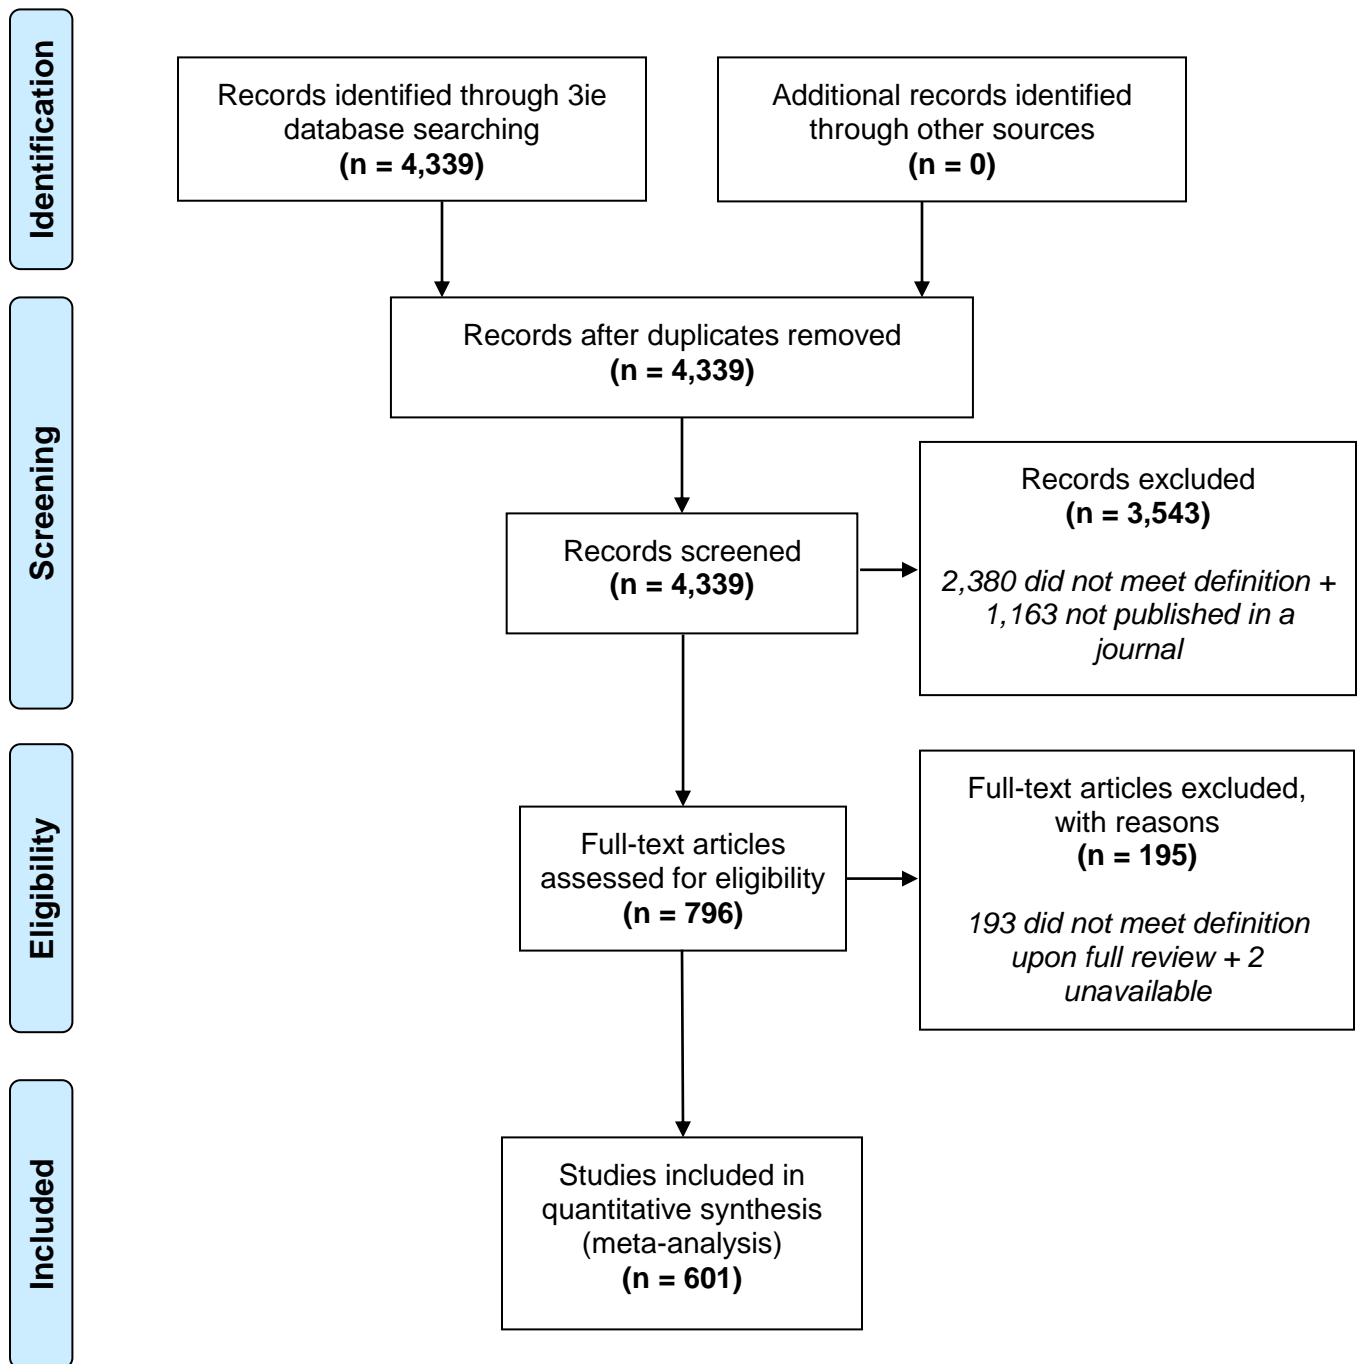 Identification
Records identified through 3ie
database searching
(n = 4,339)
Additional records identified
through other sources
(n = 0)
Screening
Records after duplicates removed
(n = 4,339)
Records screened
(n = 4,339)
Records excluded
(n = 3,543)
2,380 did not meet definition +
1,163 not published in a
journal
Eligibility
Full-text articles
assessed for eligibility
(n = 796)
Full-text articles excluded,
with reasons
(n = 195)
193 did not meet definition
upon full review + 2
unavailable
Included
Studies included in
quantitative synthesis
(meta-analysis)
(n = 601)